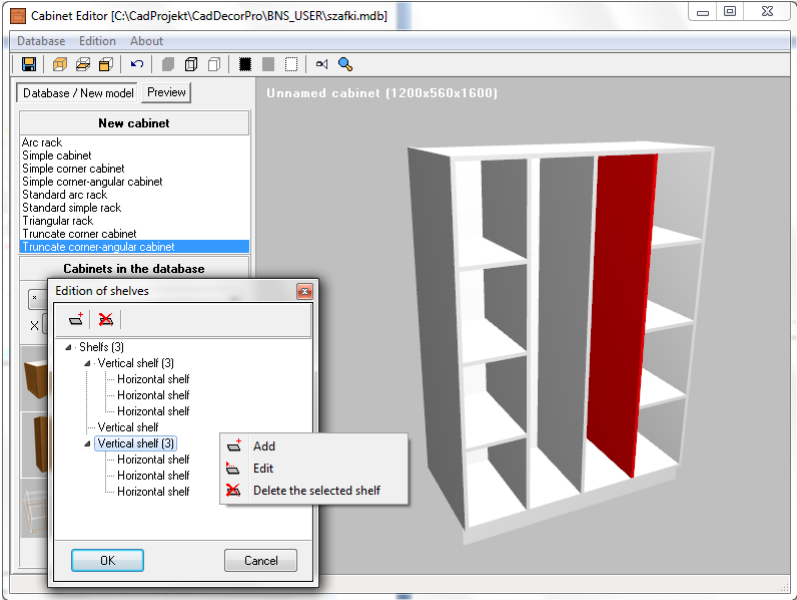 Cabinet Editor [C:\CadProjekt\CadDecorPro\BNS_USER\szafki.mdb]
Database Edition About
Database / New model Preview
Unnamed cabinet (1200x560x1600)
New cabinet
Arc rack
Simple cabinet
Simple corner cabinet
Simple corner-angular cabinet
Standard arc rack
Standard simple rack
Triangular rack
Truncate corner cabinet
Truncate corner-angular cabinet
Cabinets in the database
Edition of shelves
*
X
Shelfs (3)
Vertical shelf (3)
Horizontal shelf
Horizontal shelf
Horizontal shelf
Vertical shelf
Vertical shelf (3)
Horizontal shelf
Horizontal shelf
Horizontal shelf
Add
Edit
Delete the selected shelf
OK Cancel